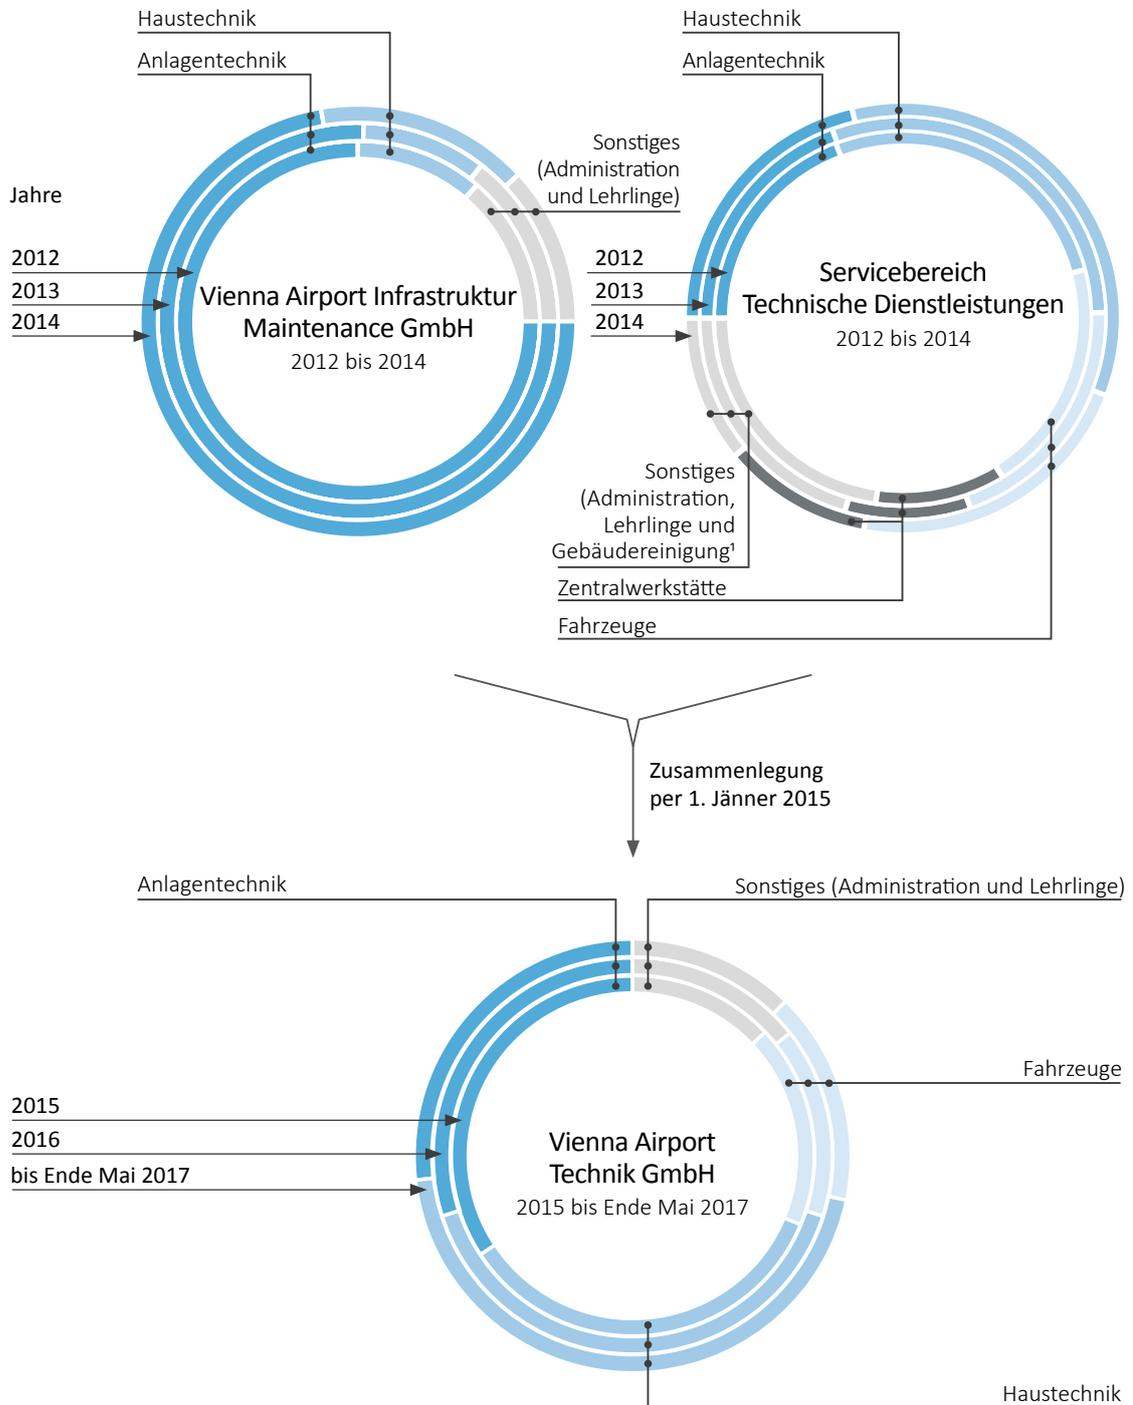 Haustechnik
Anlagentechnik
Haustechnik
Anlagentechnik
Sonstiges
(Administration
und Lehrlinge)
Jahre
2012
2013
2014
Vienna Airport Infrastruktur
Maintenance GmbH
2012 bis 2014
2012
2013
2014
Servicebereich
Technische Dienstleistungen
2012 bis 2014
Sonstiges
(Administration,
Lehrlinge und
Gebäudereinigung¹
Zentralwerkstätte
Fahrzeuge
Zusammenlegung
per 1. Jänner 2015
Anlagentechnik
Sonstiges (Administration und Lehrlinge)
Fahrzeuge
2015
2016
bis Ende Mai 2017
Vienna Airport
Technik GmbH
2015 bis Ende Mai 2017
Haustechnik